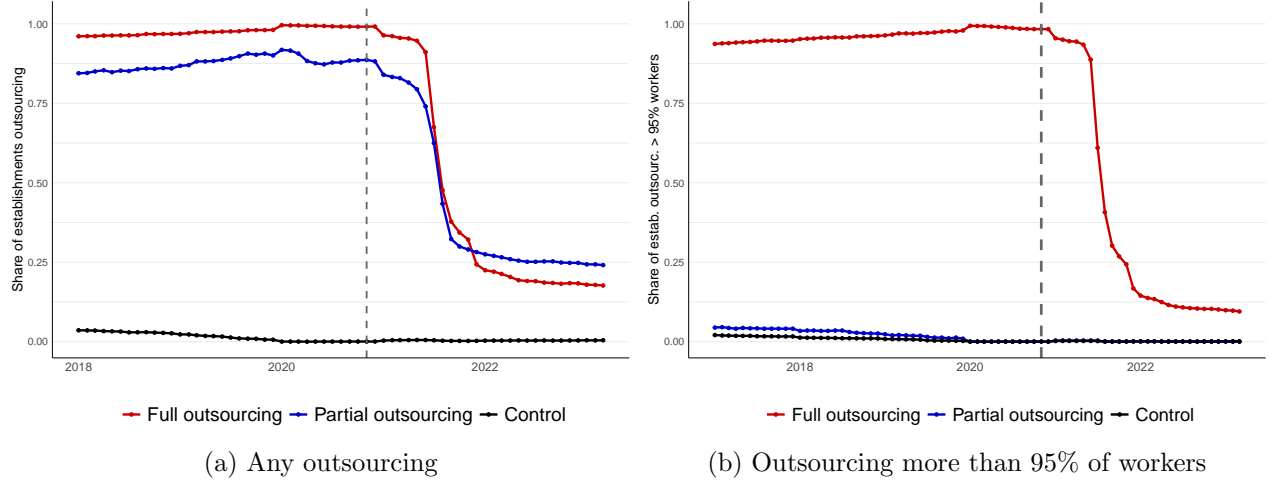 Share of establishments outsourcing
1.00
0.75
0.50
0.25
0.00
2018
2020
2022
Full outsourcing
Partial outsourcing
Control
(a) Any outsourcing
Share of estab. outsourc. > 95% workers
1.00
0.75
0.50
0.25
0.00
2018
2020
2022
Full outsourcing
Partial outsourcing
Control
(b) Outsourcing more than 95% of workers